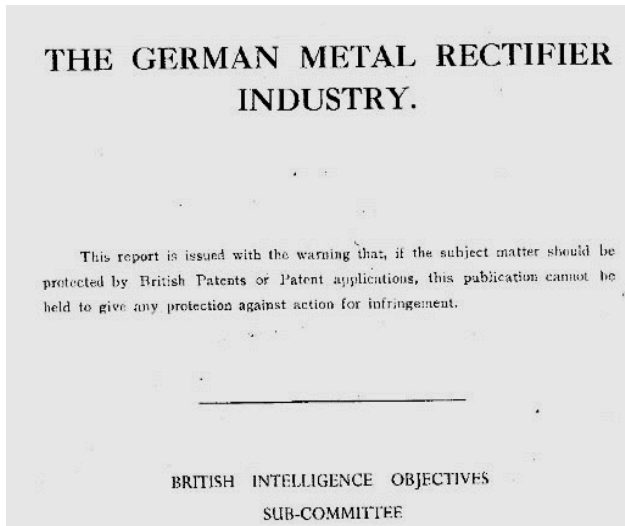 THE GERMAN METAL RECTIFIER
INDUSTRY.
This report is issued with the warning that, if the subject matter should be
protected by British Patents or Patent applications, this publication cannot be
held to give any protection against action for infringement.
BRITISH INTELLIGENCE OBJECTIVES
SUB-COMMITTEE